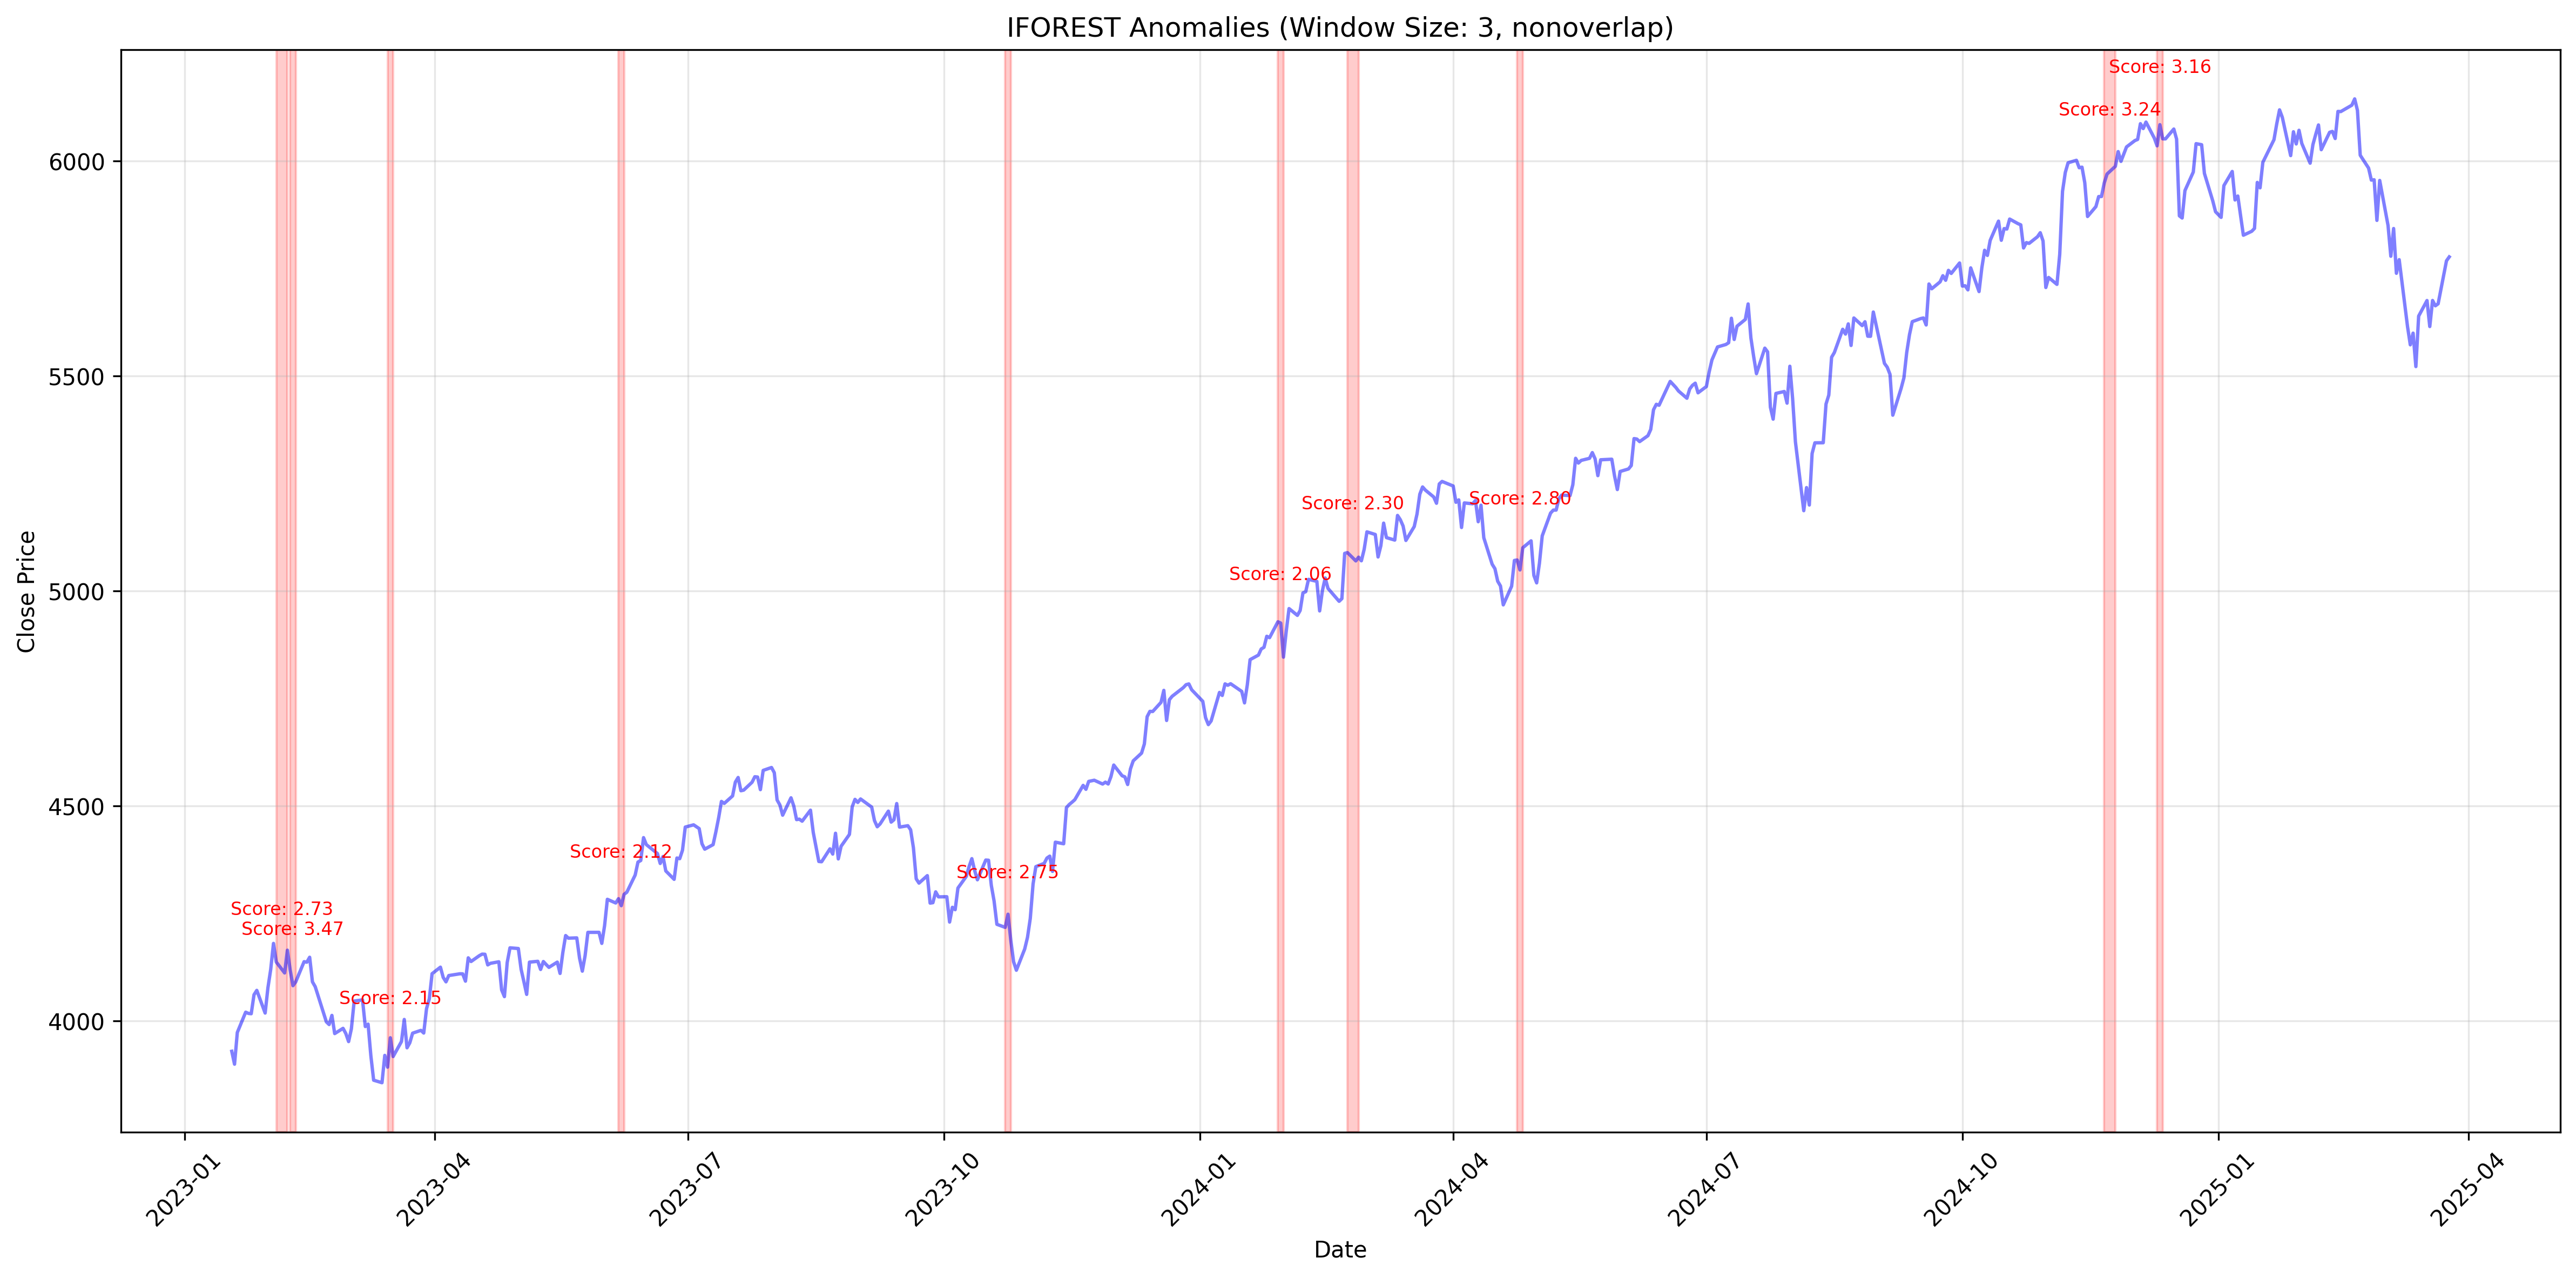 IFOREST Anomalies (Window Size: 3, nonoverlap)
Score: 3.16
Score: 3.24
Score: 2.30
Score: 2.80
Score: 2.06
Score: 2.12
Score: 2.75
Score: 2.73
Score: 3.47
Score: 2.15
Close Price
6000
5500
5000
4500
4000
2023-01
2023-04
2023-07
2023-10
2024-01
2024-04
2024-07
2024-10
2025-01
2025-04
Date